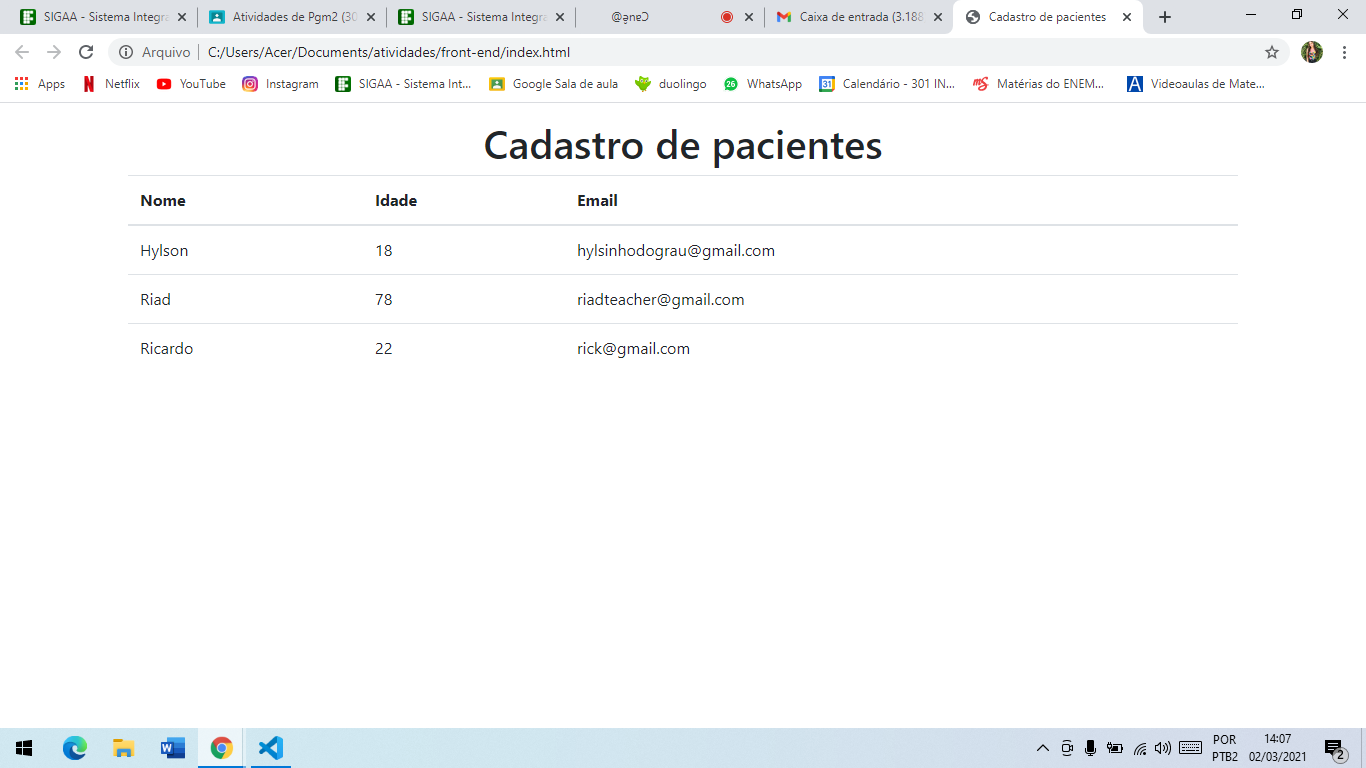 SIGAA - Sistema Integra
Atividades de Pgm2 (30
SIGAA - Sistema Integra
@ǝuɐƆ
Caixa de entrada (3.188
Cadastro de pacientes
Arquivo
C:/Users/Acer/Documents/atividades/front-end/index.html
Apps
Netflix
YouTube
Instagram
SIGAA - Sistema Int...
Google Sala de aula
duolingo
26
WhatsApp
31
Calendário - 301 IN...
Matérias do ENEM...
Videoaulas de Mate...
Cadastro de pacientes
Nome Idade Email
Hylson 18 hylsinhodograu@gmail.com
Riad 78 riadteacher@gmail.com
Ricardo 22 rick@gmail.com
POR
PTB2
14:07
02/03/2021
2